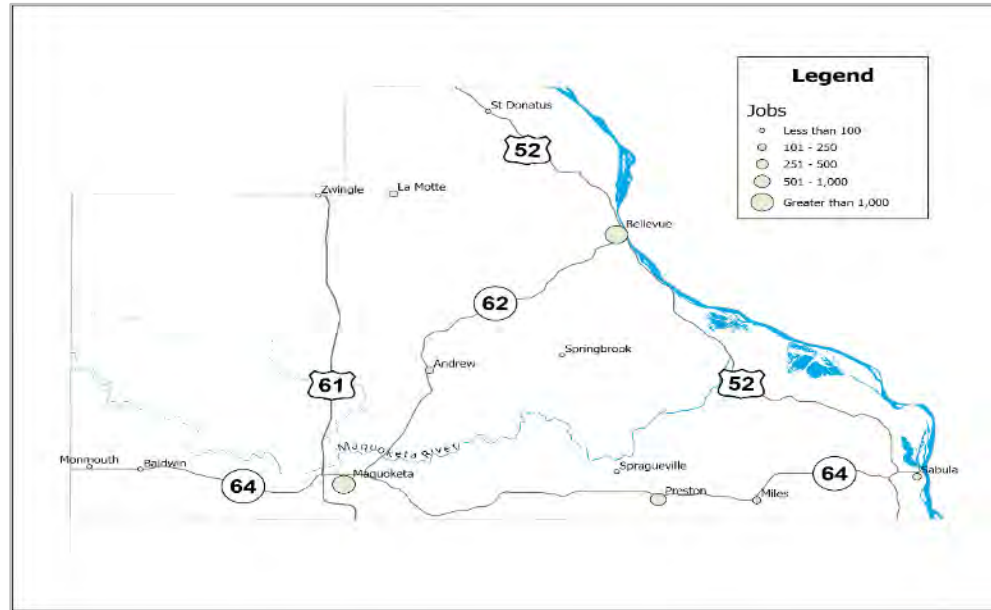 Legend
Jobs
Less than 100
101 - 250
251 - 500
501 - 1,000
Greater than 1,000
St Donatus
52
Zwingle
La Motte
Bellevue
62
Springbrook
Andrew
61
52
Maquoketa River
Monmouth
Baldwin
Maquoketa
Spragueville
Sabula
64
64
Preston
Miles